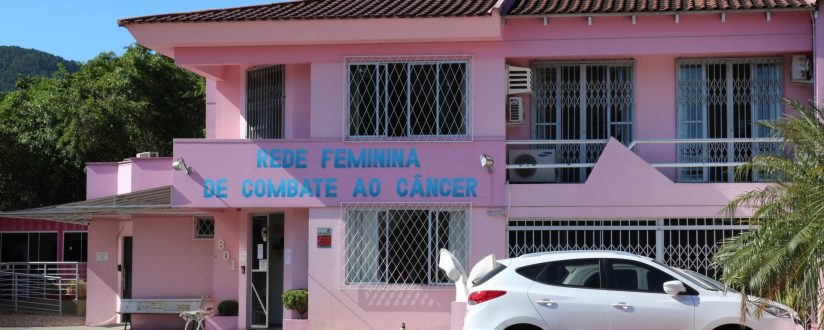 REDE FEMININA
DE COMBATE AO CÂNCER